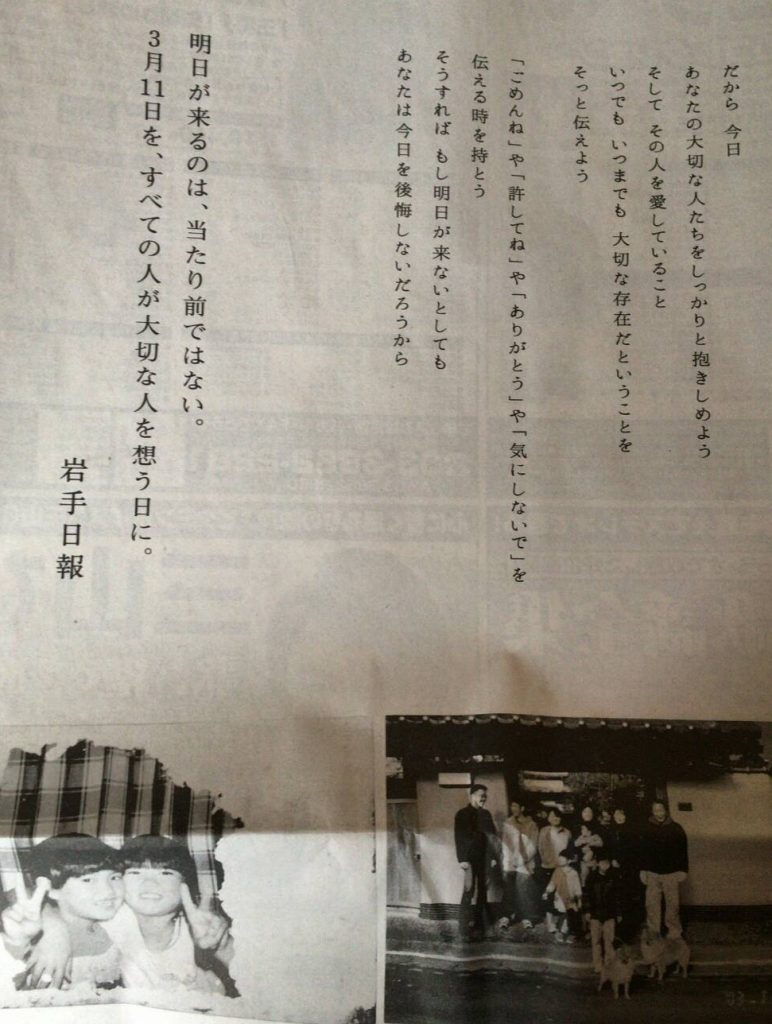 だから 今日
あなたの大切な人たちをしっかりと抱きしめよう
そして その人を愛していること
いつでも いつまでも 大切な存在だということを
そっと伝えよう
「ごめんね」や「許してね」や「ありがとう」や「気にしないで」を
伝える時を持とう
そうすれば もし明日が来ないとしても
あなたは今日を後悔しないだろうから
明日が来るのは、当たり前ではない。
3月11日を、すべての人が大切な人を想う日に。
岩手日報